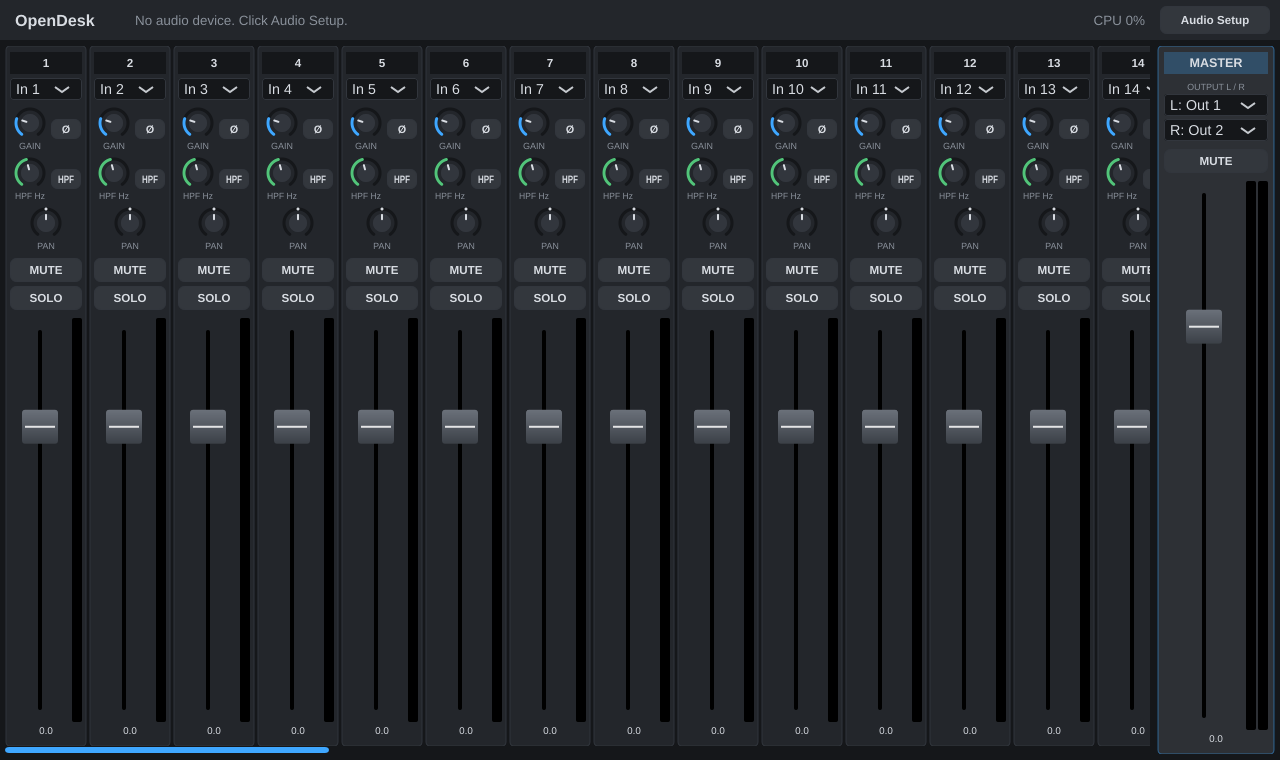 OpenDesk No audio device. Click Audio Setup. CPU 0% Audio Setup
1 2 3 4 5 6 7 8 9 10 11 12 13 14 MASTER
OUTPUT L / R
In 1 In 2 In 3 In 4 In 5 In 6 In 7 In 8 In 9 In 10 In 11 In 12 In 13 In 14
L: Out 1
R: Out 2
Ø Ø Ø Ø Ø Ø Ø Ø Ø Ø Ø Ø Ø
GAIN GAIN GAIN GAIN GAIN GAIN GAIN GAIN GAIN GAIN GAIN GAIN GAIN GAIN
MUTE
HPF HPF HPF HPF HPF HPF HPF HPF HPF HPF HPF HPF HPF
HPF Hz HPF Hz HPF Hz HPF Hz HPF Hz HPF Hz HPF Hz HPF Hz HPF Hz HPF Hz HPF Hz HPF Hz HPF Hz HPF Hz
PAN PAN PAN PAN PAN PAN PAN PAN PAN PAN PAN PAN PAN PAN
MUTE MUTE MUTE MUTE MUTE MUTE MUTE MUTE MUTE MUTE MUTE MUTE MUTE MUTE
SOLO SOLO SOLO SOLO SOLO SOLO SOLO SOLO SOLO SOLO SOLO SOLO SOLO SOLO
0.0 0.0 0.0 0.0 0.0 0.0 0.0 0.0 0.0 0.0 0.0 0.0 0.0 0.0
0.0